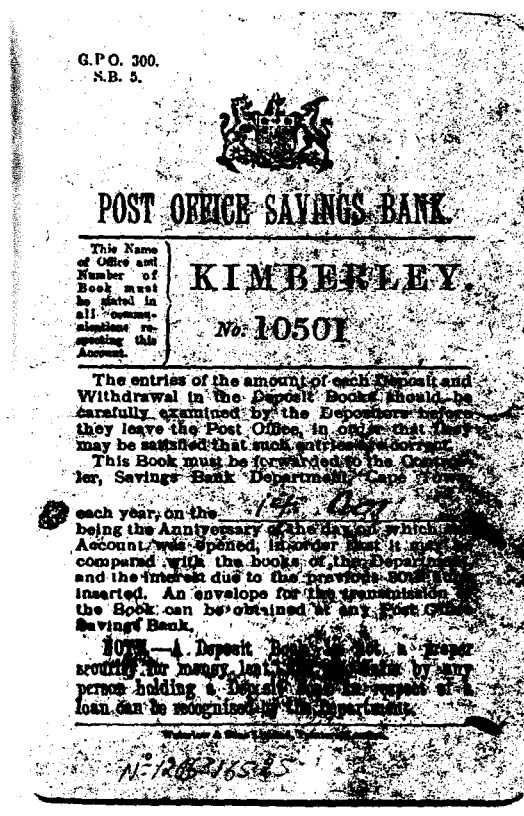 G.P.O. 300.
S.B. 5.
POST OFFICE SAVINGS BANK.
This Name
of Office and
Number of
Book must
be stated in
all commu-
nications re-
specting this
Account.
KIMBERLEY.
No. 10501
The entries of the amount of each Deposit and
Withdrawal in the Deposit Books should be
carefully examined by the Depositors before
they leave the Post Office, in order that they
may be satisfied that such entries are correct.
This Book must be forwarded to the Control-
ler, Savings Bank Department, Cape Town,
each year, on the 14
being the Anniversary of the day on which the
Account was opened, in order that it may be
compared with the books of the Department,
and the interest due to the previous
inserted. An envelope for the transmission of
the Book can be obtained at any Post Office
Savings Bank.
NOTE.—A Deposit Book is not a proper
security for money lent, by any
person holding a Deposit Book in respect of a
loan can be recognised by the Department.